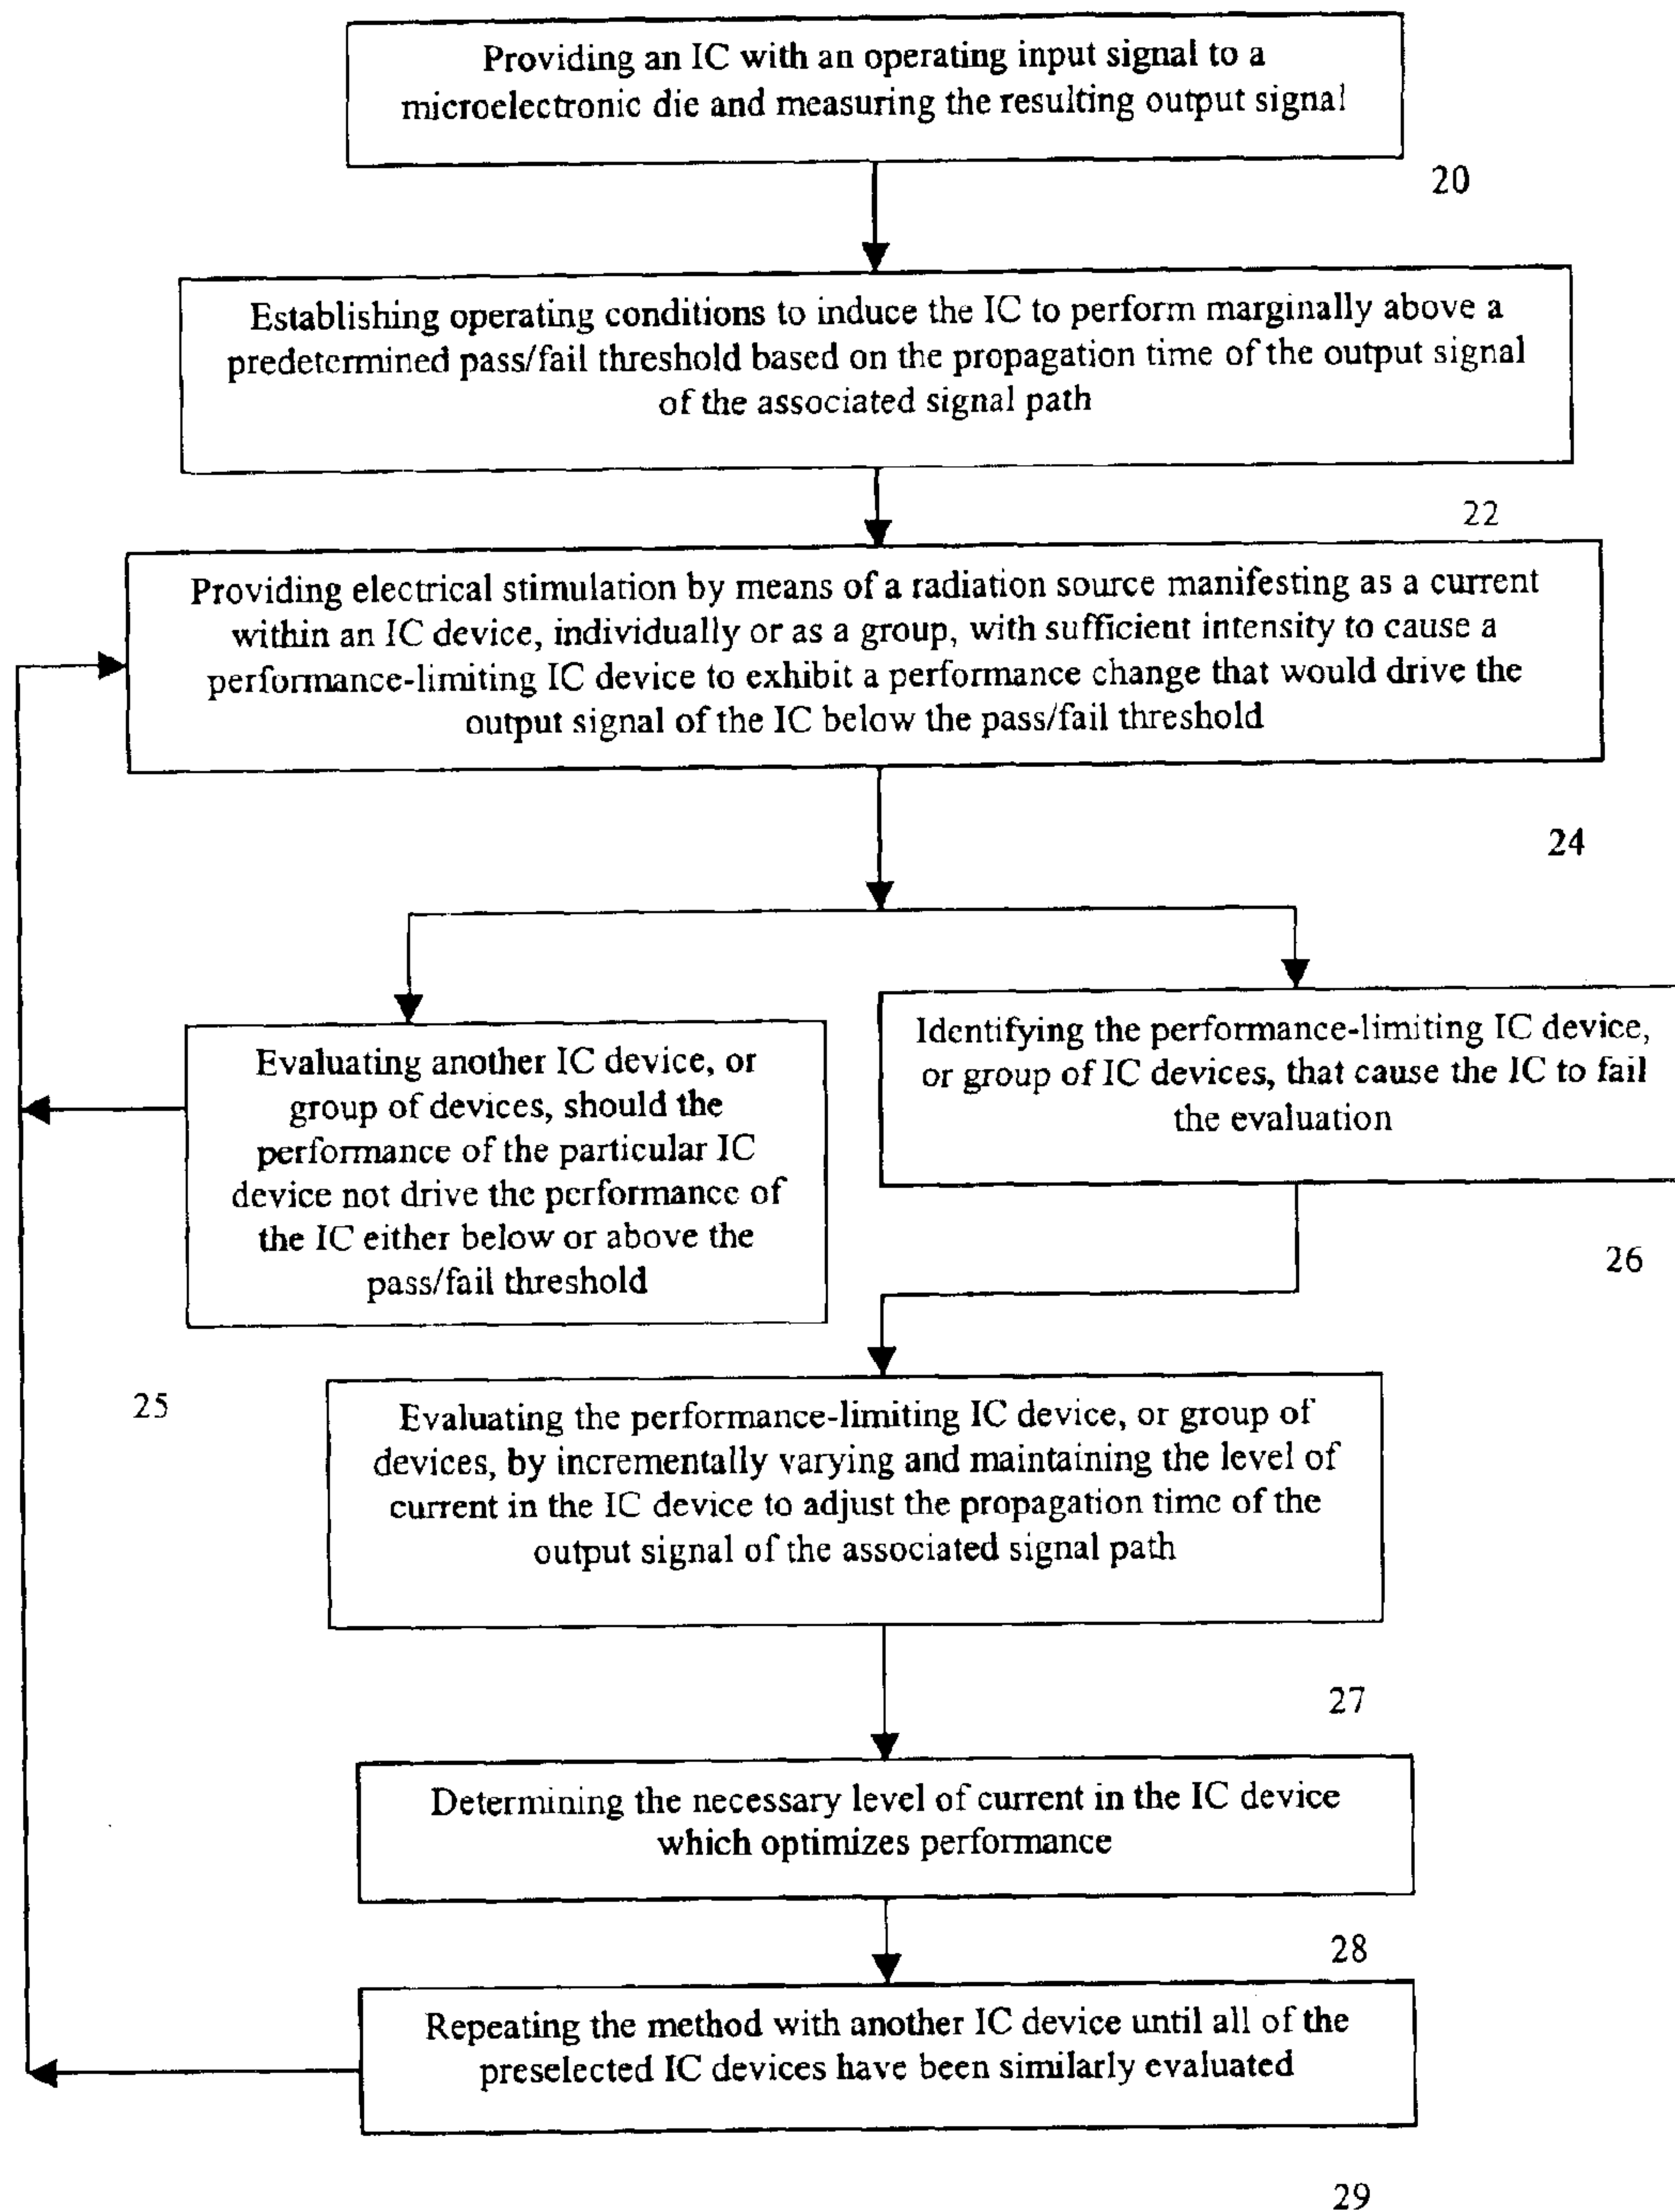 Providing an IC with an operating input signal to a
microelectronic die and measuring the resulting output signal
20
Establishing operating conditions to induce the IC to perform marginally above a
predetermined pass/fail threshold based on the propagation time of the output signal
of the associated signal path
22
Providing electrical stimulation by means of a radiation source manifesting as a current
within an IC device, individually or as a group, with sufficient intensity to cause a
performance-limiting IC device to exhibit a performance change that would drive the
output signal of the IC below the pass/fail threshold
24
Evaluating another IC device, or
group of devices, should the
performance of the particular IC
device not drive the performance of
the IC either below or above the
pass/fail threshold
25
Identifying the performance-limiting IC device,
or group of IC devices, that cause the IC to fail
the evaluation
26
Evaluating the performance-limiting IC device, or group of
devices, by incrementally varying and maintaining the level of
current in the IC device to adjust the propagation time of the
output signal of the associated signal path
27
Determining the necessary level of current in the IC device
which optimizes performance
28
Repeating the method with another IC device until all of the
preselected IC devices have been similarly evaluated
29